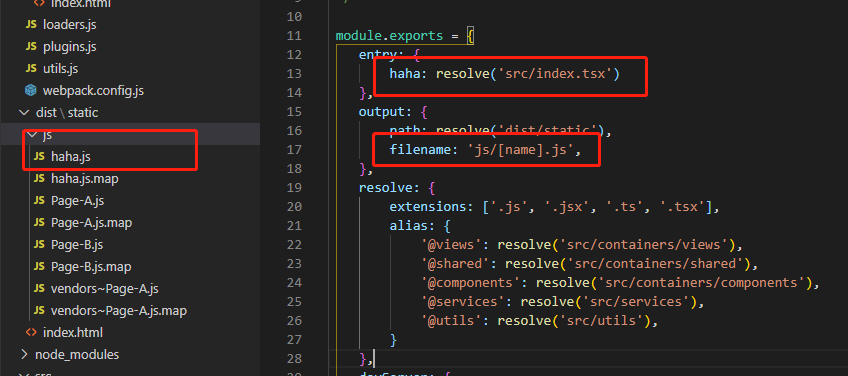 index.html
JS loaders.js
JS plugins.js
JS utils.js
webpack.config.js
dist \ static
js
JS haha.js
JS haha.js.map
JS Page-A.js
JS Page-A.js.map
JS Page-B.js
JS Page-B.js.map
JS vendors~Page-A.js
JS vendors~Page-A.js.map
index.html
node_modules
10
11 module.exports = {
12 entry: {
13 haha: resolve('src/index.tsx')
14 },
15 output: {
16 path: resolve('dist/static'),
17 filename: 'js/[name].js',
18 },
19 resolve: {
20 extensions: ['.js', '.jsx', '.ts', '.tsx'],
21 alias: {
22 '@views': resolve('src/containers/views'),
23 '@shared': resolve('src/containers/shared'),
24 '@components': resolve('src/containers/components'),
25 '@services': resolve('src/services'),
26 '@utils': resolve('src/utils'),
27 }
28 },